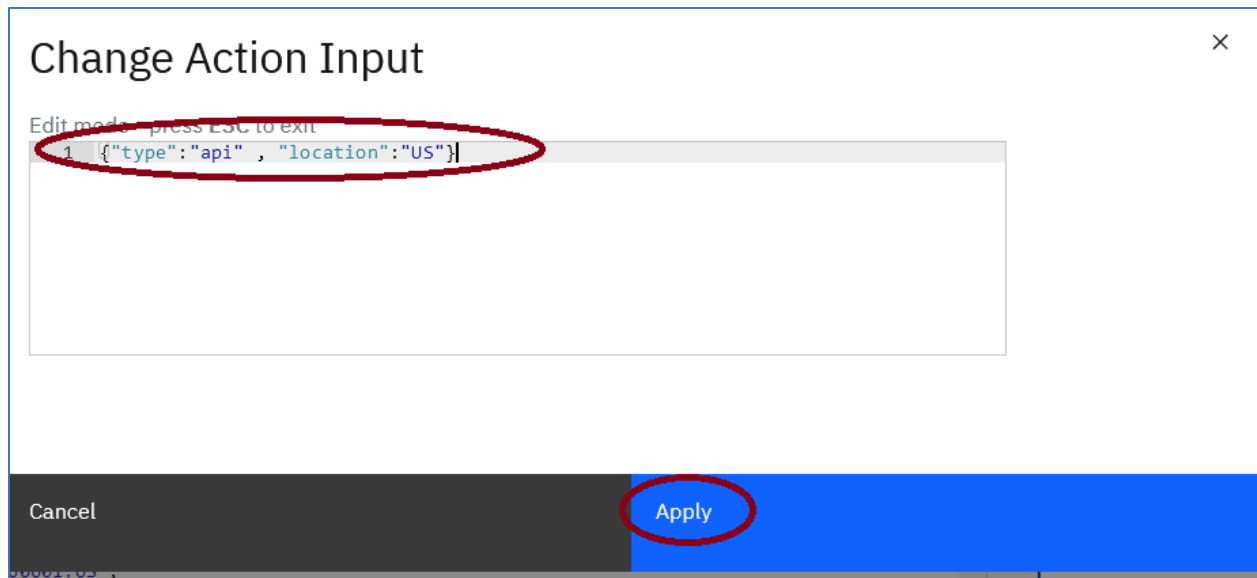 Change Action Input
Edit mode - press ESC to exit
1 {"type":"api" , "location":"US"}
Cancel
Apply